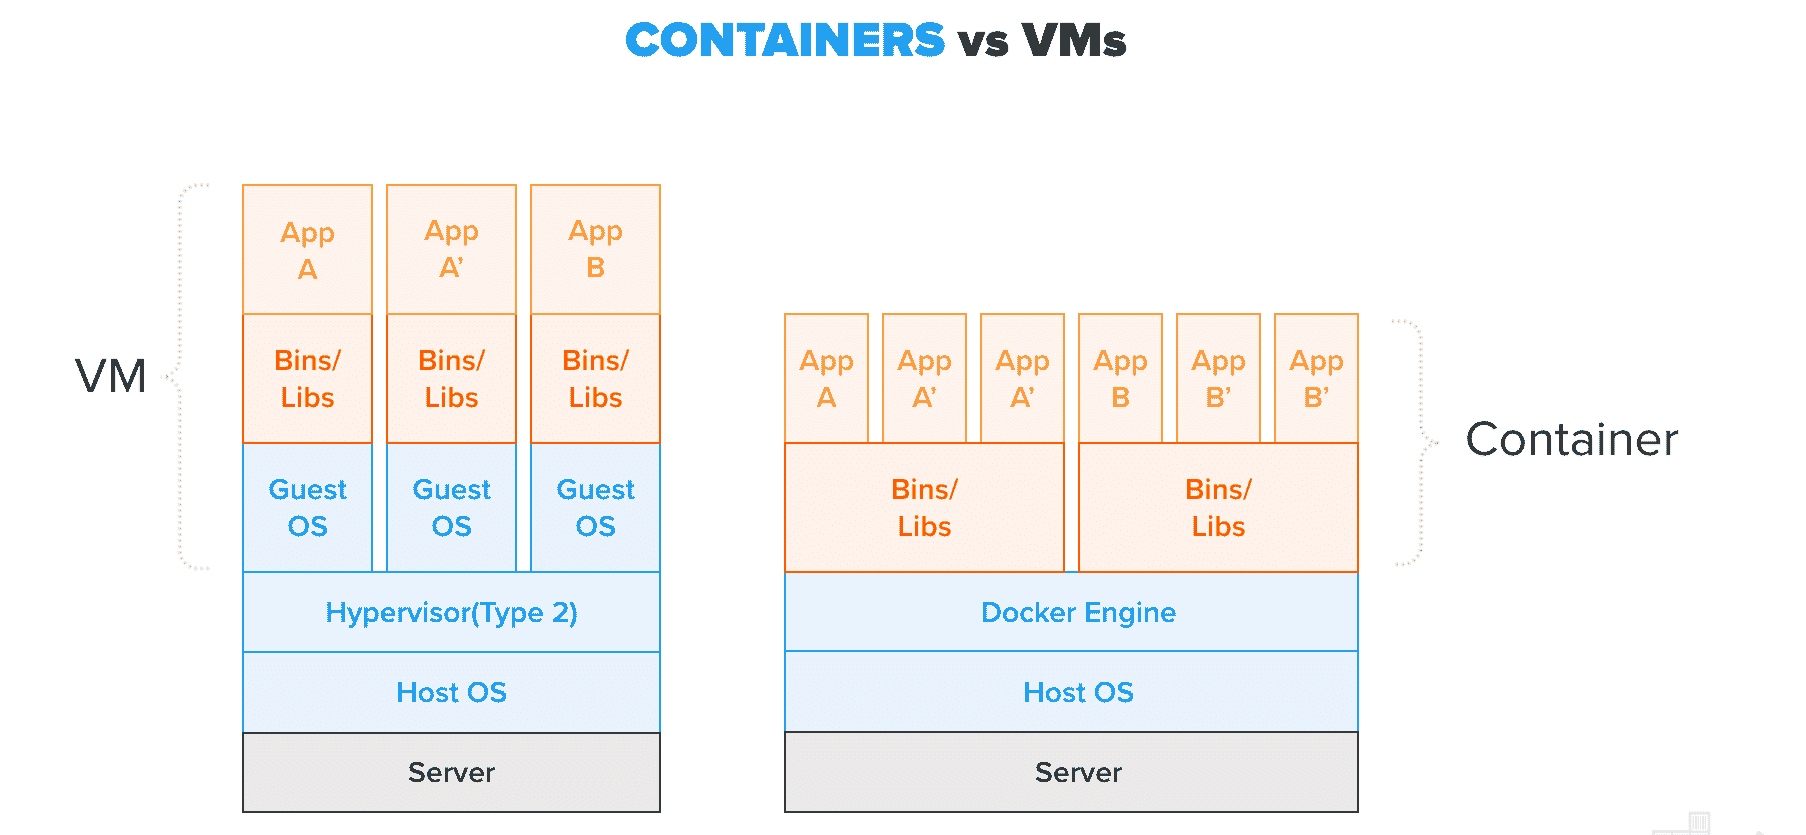 CONTAINERS vs VMs
VM
App
A
App
A’
App
B
Bins/
Libs
Bins/
Libs
Bins/
Libs
Guest
OS
Guest
OS
Guest
OS
Hypervisor(Type 2)
Host OS
Server
App
A
App
A’
App
A’
App
B
App
B’
App
B’
Bins/
Libs
Bins/
Libs
Docker Engine
Host OS
Server
Container